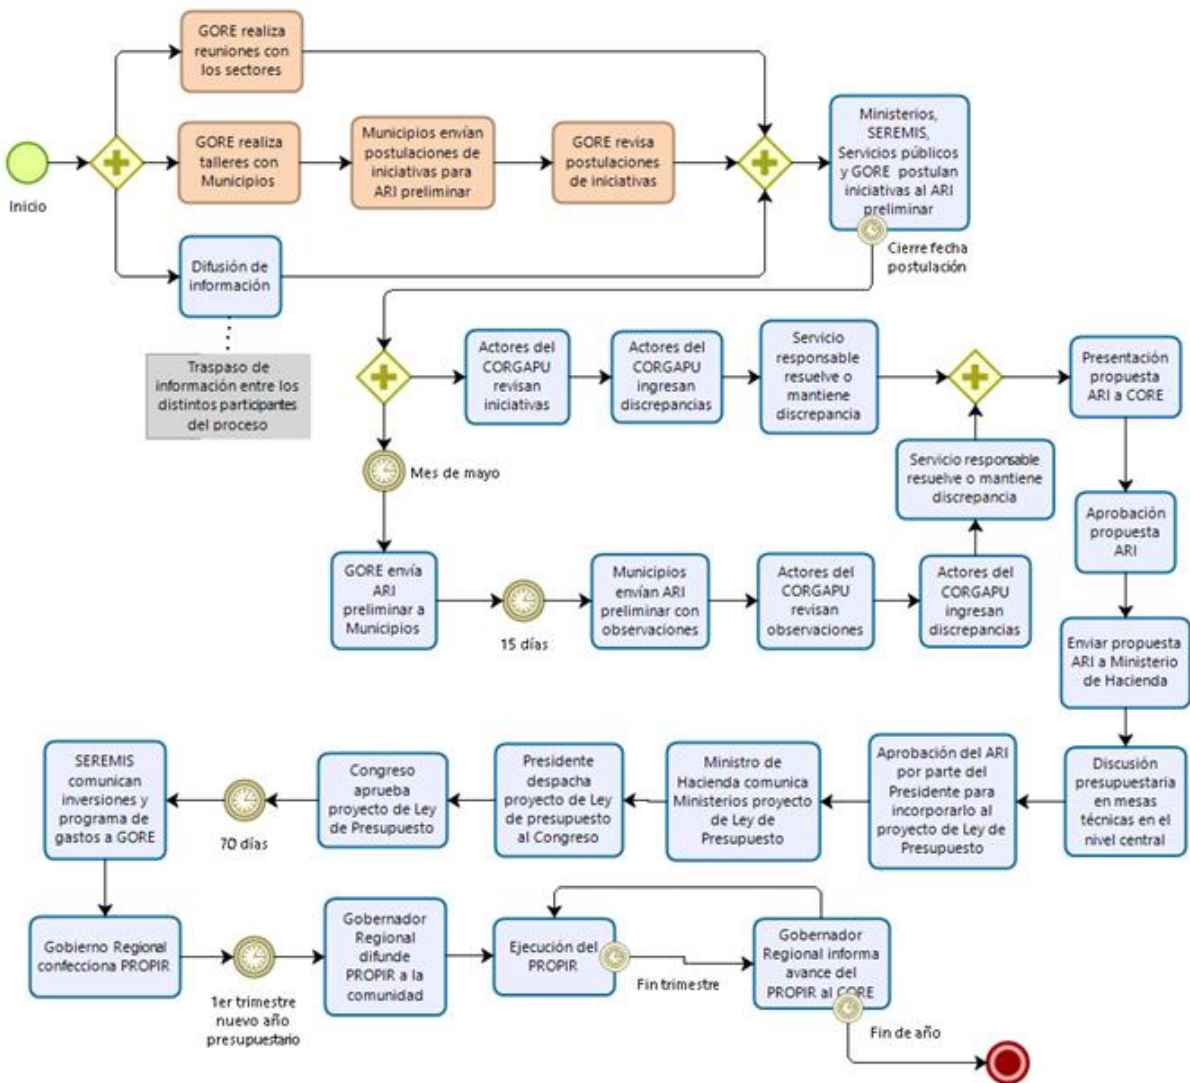 GORE realiza
reuniones con
los sectores
GORE realiza
talleres con
Municipios
Municipios envían
postulaciones de
iniciativas para
ARI preliminar
GORE revisa
postulaciones
de iniciativas
Ministerios,
SEREMIS,
Servicios públicos
y GORE postulan
iniciativas al ARI
preliminar
Inicio
Difusión de
información
Cierre fecha
postulación
Traspaso de
información entre los
distintos participantes
del proceso
Actores del
CORGAPU
revisan
iniciativas
Actores del
CORGAPU
ingresan
discrepancias
Servicio
responsable
resuelve o
mantiene
discrepancia
Presentación
propuesta
ARI a CORE
Mes de mayo
Servicio responsable
resuelve o mantiene
discrepancia
Aprobación
propuesta
ARI
GORE envía
ARI
preliminar a
Municipios
15 días
Municipios
envían ARI
preliminar con
observaciones
Actores del
CORGAPU
revisan
observaciones
Actores del
CORGAPU
ingresan
discrepancias
Enviar propuesta
ARI a Ministerio
de Hacienda
SEREMIS
comunican
inversiones y
programa de
gastos a GORE
70 días
Congreso
aprueba
proyecto de Ley
de Presupuesto
Presidente
despacha
proyecto de Ley
de presupuesto
al Congreso
Ministro de
Hacienda comunica
Ministerios proyecto
de Ley de
Presupuesto
Aprobación del ARI
por parte del
Presidente para
incorporarlo al
proyecto de Ley de
Presupuesto
Discusión
presupuestaria
en mesas
técnicas en el
nivel central
Gobierno Regional
confecciona PROPIR
1er trimestre
nuevo año
presupuestario
Gobernador
Regional
difunde
PROPIR a la
comunidad
Ejecución del
PROPIR
Fin trimestre
Gobernador
Regional informa
avance del
PROPIR al CORE
Fin de año